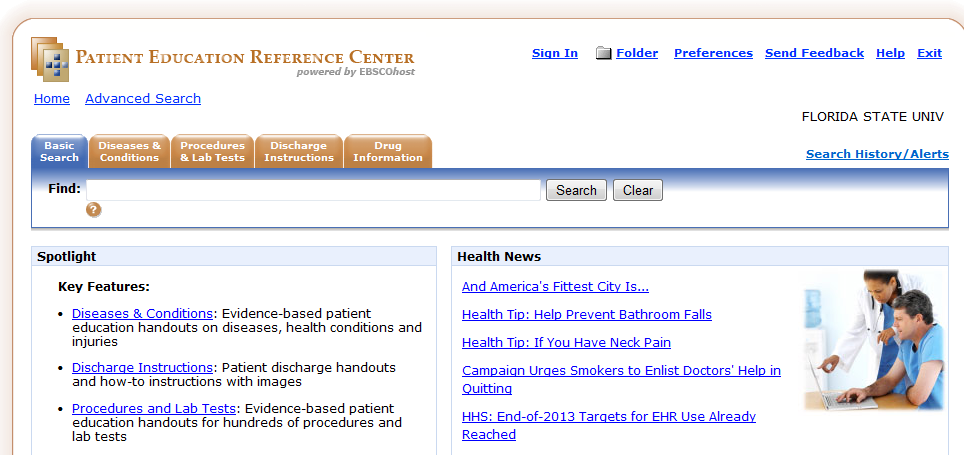 PATIENT EDUCATION REFERENCE CENTER
powered by EBSCOhost
Sign In Folder Preferences Send Feedback Help Exit
Home Advanced Search
FLORIDA STATE UNIV
Basic Search
Diseases & Conditions
Procedures & Lab Tests
Discharge Instructions
Drug Information
Search History/Alerts
Find: Search Clear
?
Spotlight
Key Features:
• Diseases & Conditions: Evidence-based patient
education handouts on diseases, health conditions and
injuries
• Discharge Instructions: Patient discharge handouts
and how-to instructions with images
• Procedures and Lab Tests: Evidence-based patient
education handouts for hundreds of procedures and
lab tests
Health News
And America's Fittest City Is...
Health Tip: Help Prevent Bathroom Falls
Health Tip: If You Have Neck Pain
Campaign Urges Smokers to Enlist Doctors' Help in
Quitting
HHS: End-of-2013 Targets for EHR Use Already
Reached